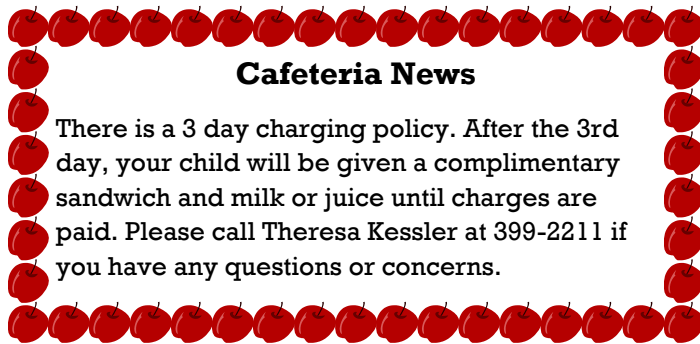 Cafeteria News
There is a 3 day charging policy. After the 3rd
day, your child will be given a complimentary
sandwich and milk or juice until charges are
paid. Please call Theresa Kessler at 399-2211 if
you have any questions or concerns.